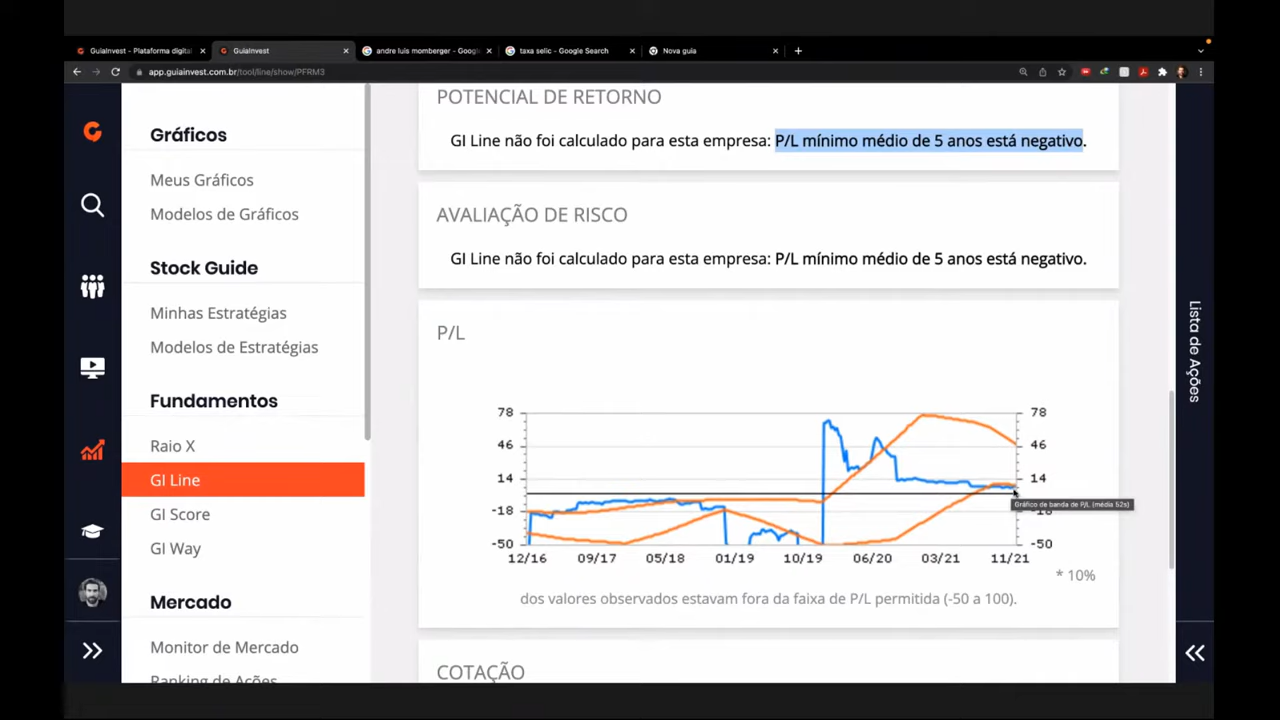 GuiaInvest - Plataforma digital
GuiaInvest
andre luis momberger - Goog
taxa selic - Google Search
Nova guia
app.guiainvest.com.br/tool/line/show/PFRM3
Gráficos
Meus Gráficos
Modelos de Gráficos
Stock Guide
Minhas Estratégias
Modelos de Estratégias
Fundamentos
Raio X
GI Line
GI Score
GI Way
Mercado
Monitor de Mercado
Ranking de Ações
POTENCIAL DE RETORNO
GI Line não foi calculado para esta empresa: P/L mínimo médio de 5 anos está negativo.
AVALIAÇÃO DE RISCO
GI Line não foi calculado para esta empresa: P/L mínimo médio de 5 anos está negativo.
P/L
78 78
46 46
14 14
-18 -18
-50 -50
12/16 09/17 05/18 01/19 10/19 06/20 03/21 11/21
Gráfico de banda de P/L (média 52s)
* 10%
dos valores observados estavam fora da faixa de P/L permitida (-50 a 100).
COTAÇÃO
Lista de Ações